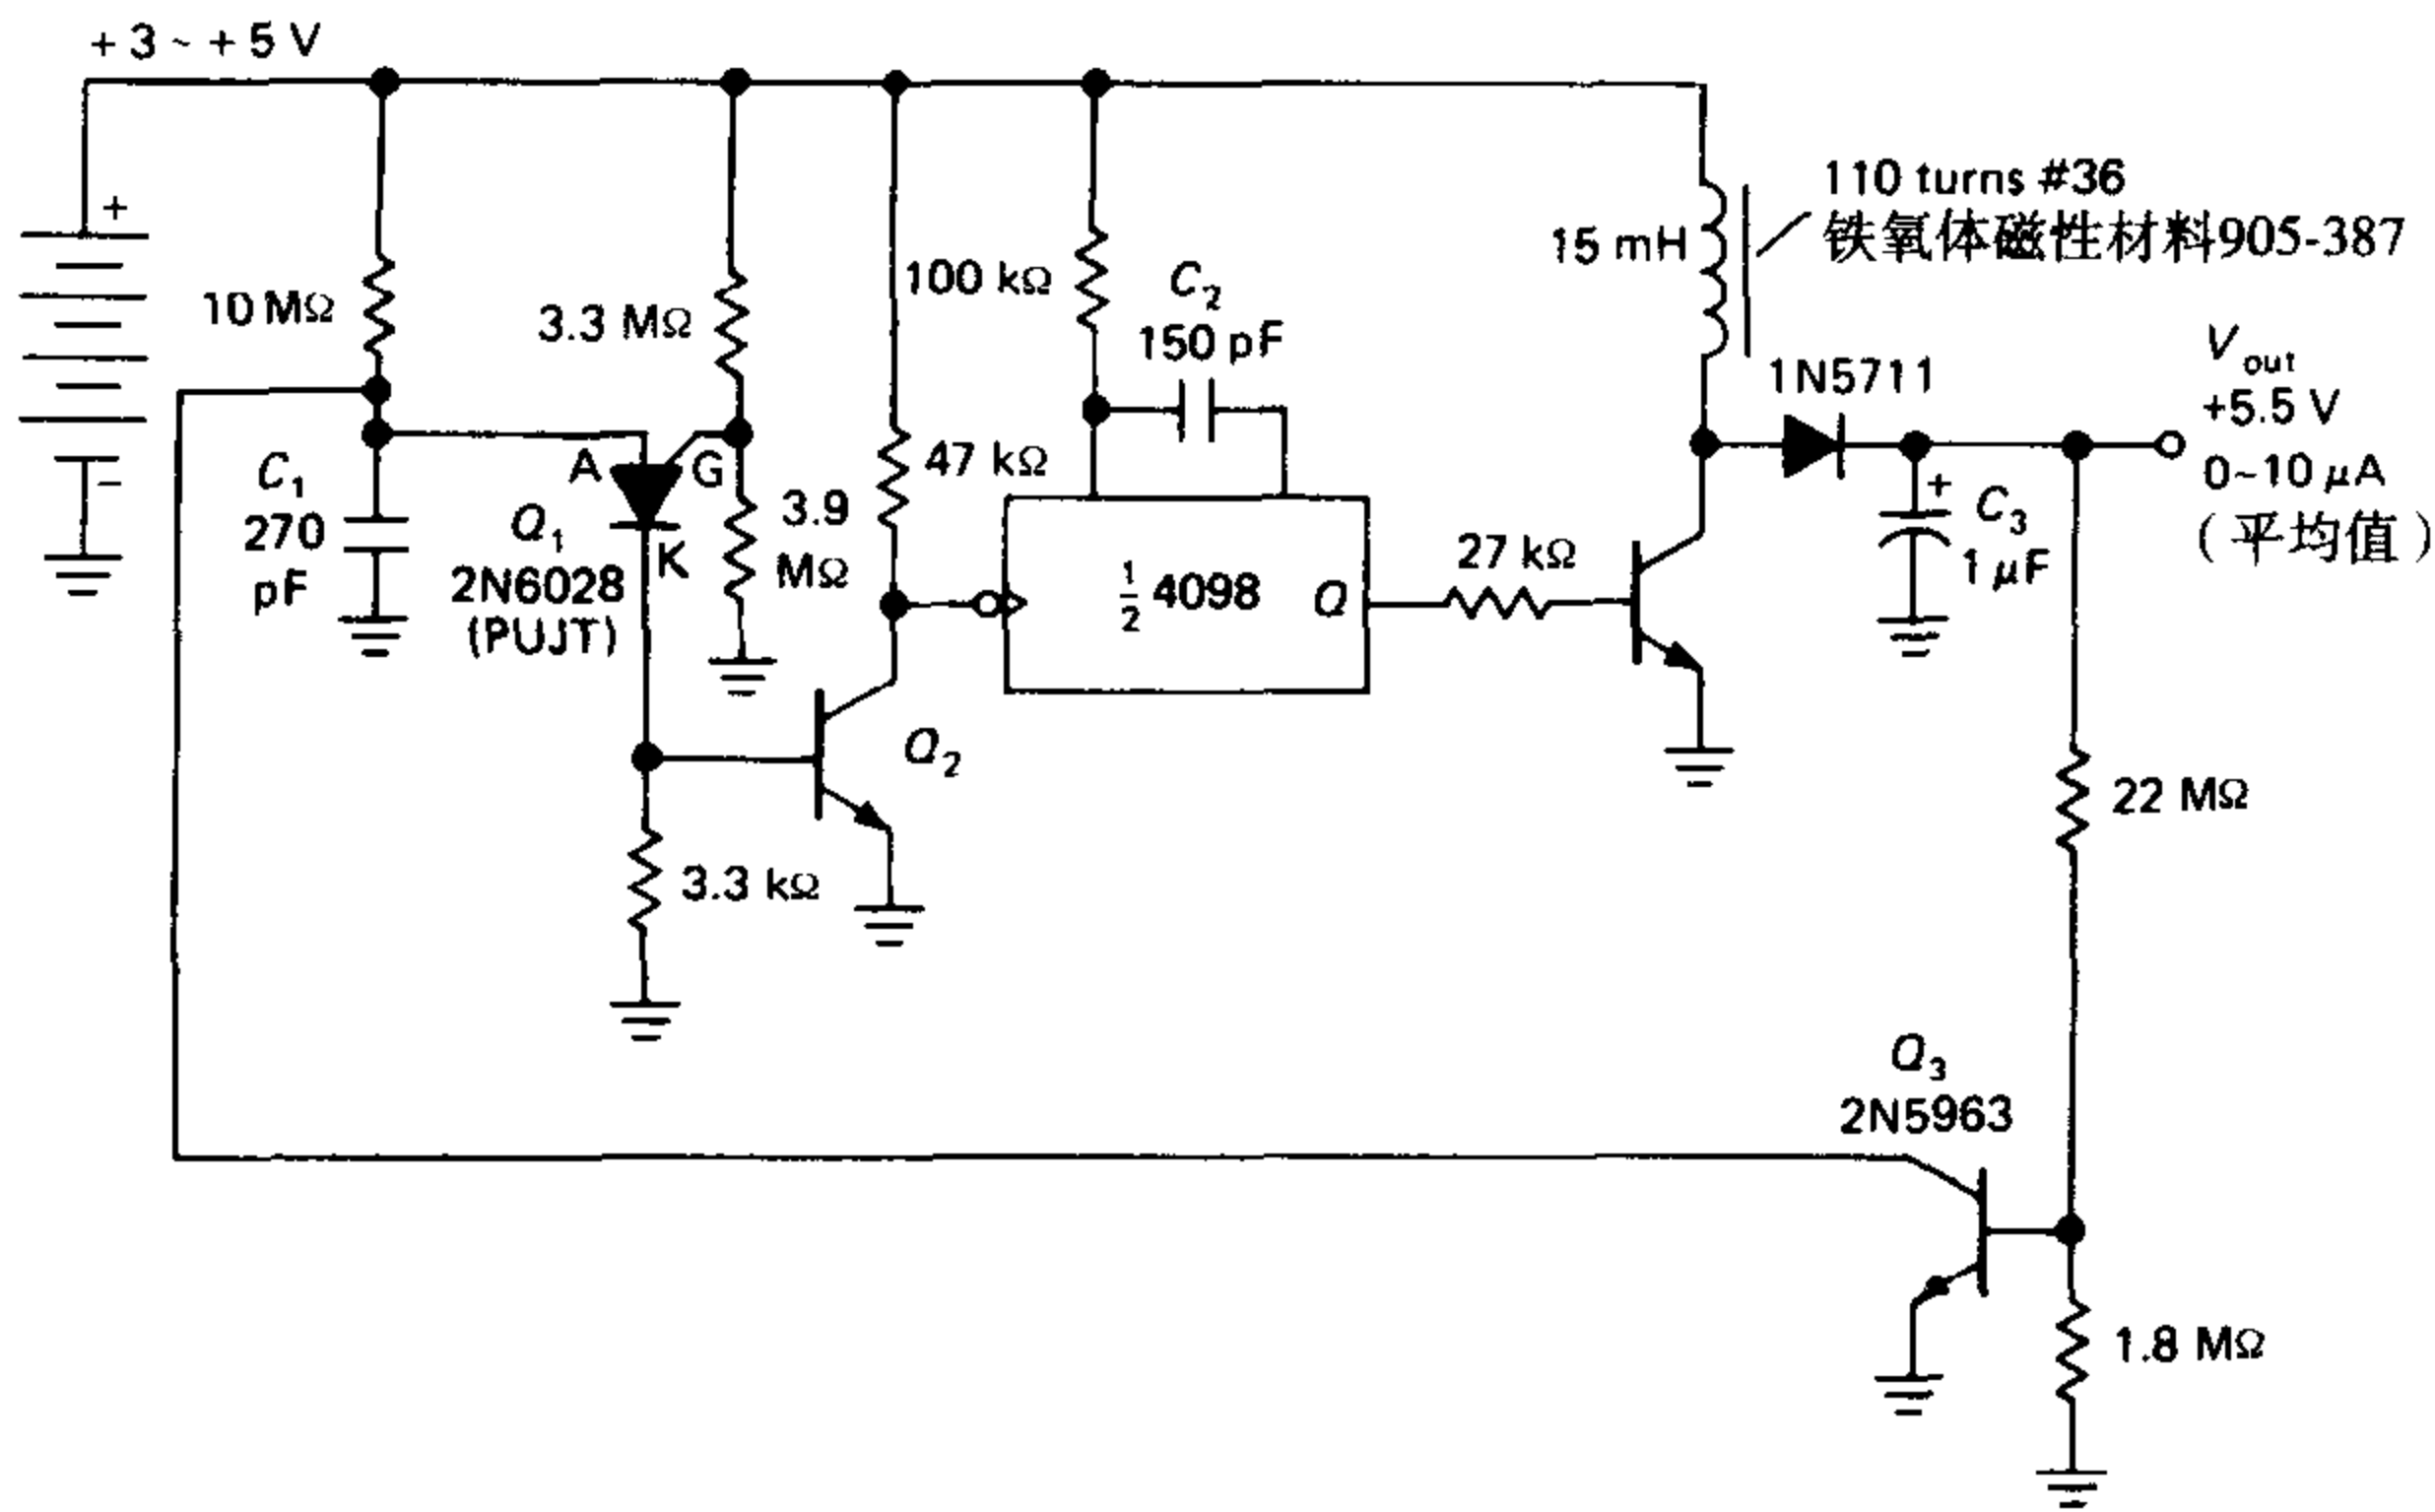 + 3 ~ + 5 V
+
−
10 MΩ
C₁
270
pF
3.3 MΩ
A
G
K
Q₁
2N6028
(PUJT)
3.9
MΩ
3.3 kΩ
Q₂
47 kΩ
100 kΩ
C₂
150 pF
½ 4098
Q
27 kΩ
15 mH
110 turns #36
铁氧体磁性材料905-387
1N5711
+
C₃
1 μF
V out
+5.5 V
0~10 μA
(平均值)
22 MΩ
Q₃
2N5963
1.8 MΩ